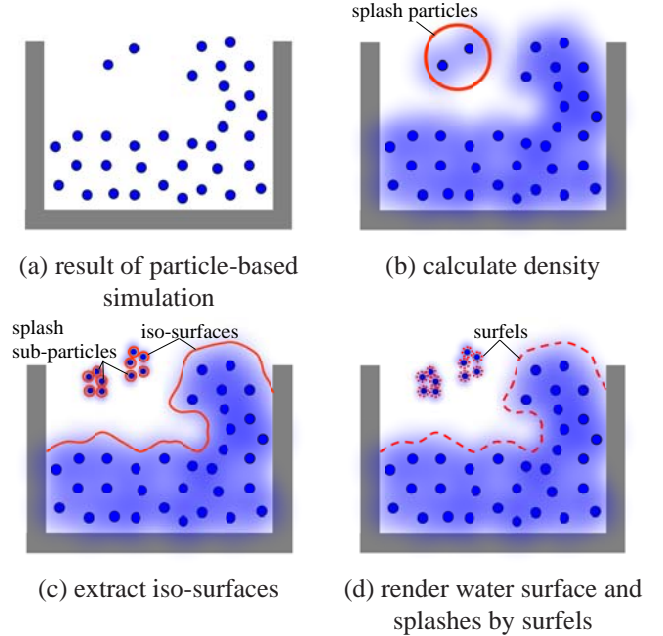 splash particles
(a) result of particle-based
simulation
(b) calculate density
splash
sub-particles
iso-surfaces
surfels
(c) extract iso-surfaces
(d) render water surface and
splashes by surfels